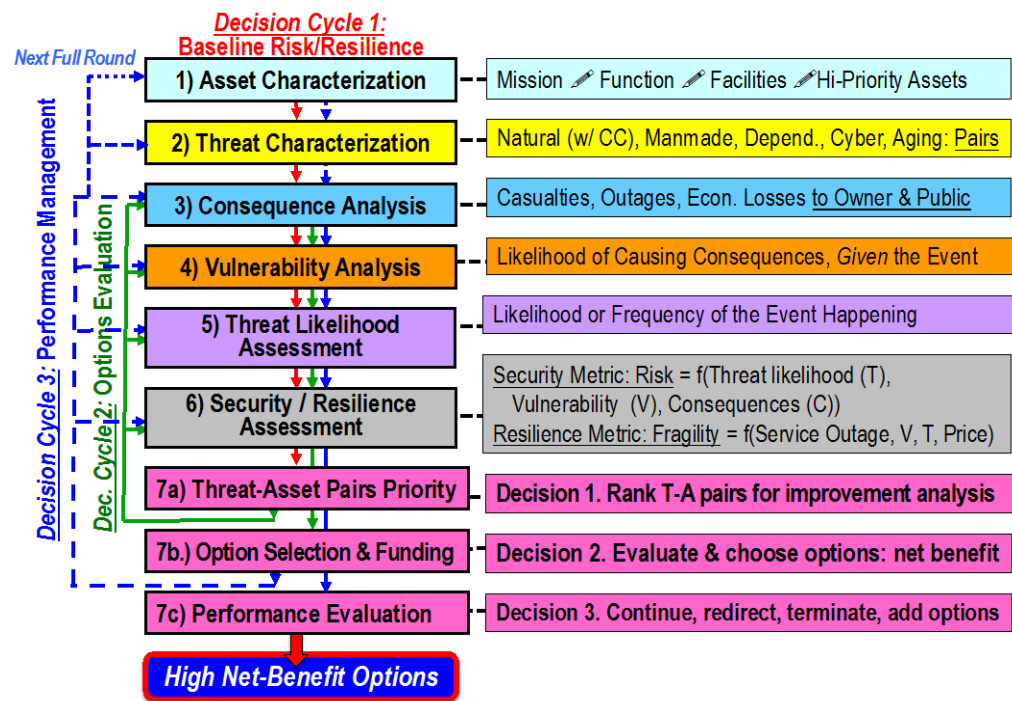 Decision Cycle 1:
Baseline Risk/Resilience
Next Full Round
1) Asset Characterization
Mission ✐ Function ✐ Facilities ✐Hi-Priority Assets
2) Threat Characterization
Natural (w/ CC), Manmade, Depend., Cyber, Aging: Pairs
3) Consequence Analysis
Casualties, Outages, Econ. Losses to Owner & Public
4) Vulnerability Analysis
Likelihood of Causing Consequences, Given the Event
5) Threat Likelihood
Assessment
Likelihood or Frequency of the Event Happening
6) Security / Resilience
Assessment
Security Metric: Risk = f(Threat likelihood (T),
Vulnerability (V), Consequences (C))
Resilience Metric: Fragility = f(Service Outage, V, T, Price)
7a) Threat-Asset Pairs Priority
Decision 1. Rank T-A pairs for improvement analysis
7b.) Option Selection & Funding
Decision 2. Evaluate & choose options: net benefit
7c) Performance Evaluation
Decision 3. Continue, redirect, terminate, add options
High Net-Benefit Options
Decision Cycle 3: Performance Management
Dec. Cycle 2: Options Evaluation